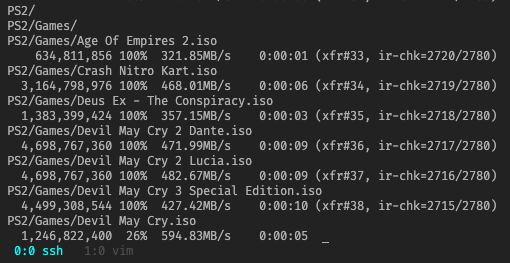 PS2/
PS2/Games/
PS2/Games/Age Of Empires 2.iso
634,811,856 100% 321.85MB/s 0:00:01 (xfr#33, ir-chk=2720/2780)
PS2/Games/Crash Nitro Kart.iso
3,164,798,976 100% 468.01MB/s 0:00:06 (xfr#34, ir-chk=2719/2780)
PS2/Games/Deus Ex - The Conspiracy.iso
1,383,399,424 100% 357.15MB/s 0:00:03 (xfr#35, ir-chk=2718/2780)
PS2/Games/Devil May Cry 2 Dante.iso
4,698,767,360 100% 471.99MB/s 0:00:09 (xfr#36, ir-chk=2717/2780)
PS2/Games/Devil May Cry 2 Lucia.iso
4,698,767,360 100% 482.67MB/s 0:00:09 (xfr#37, ir-chk=2716/2780)
PS2/Games/Devil May Cry 3 Special Edition.iso
4,499,308,544 100% 427.42MB/s 0:00:10 (xfr#38, ir-chk=2715/2780)
PS2/Games/Devil May Cry.iso
1,246,822,400 26% 594.83MB/s 0:00:05 _
0:0 ssh 1:0 vim